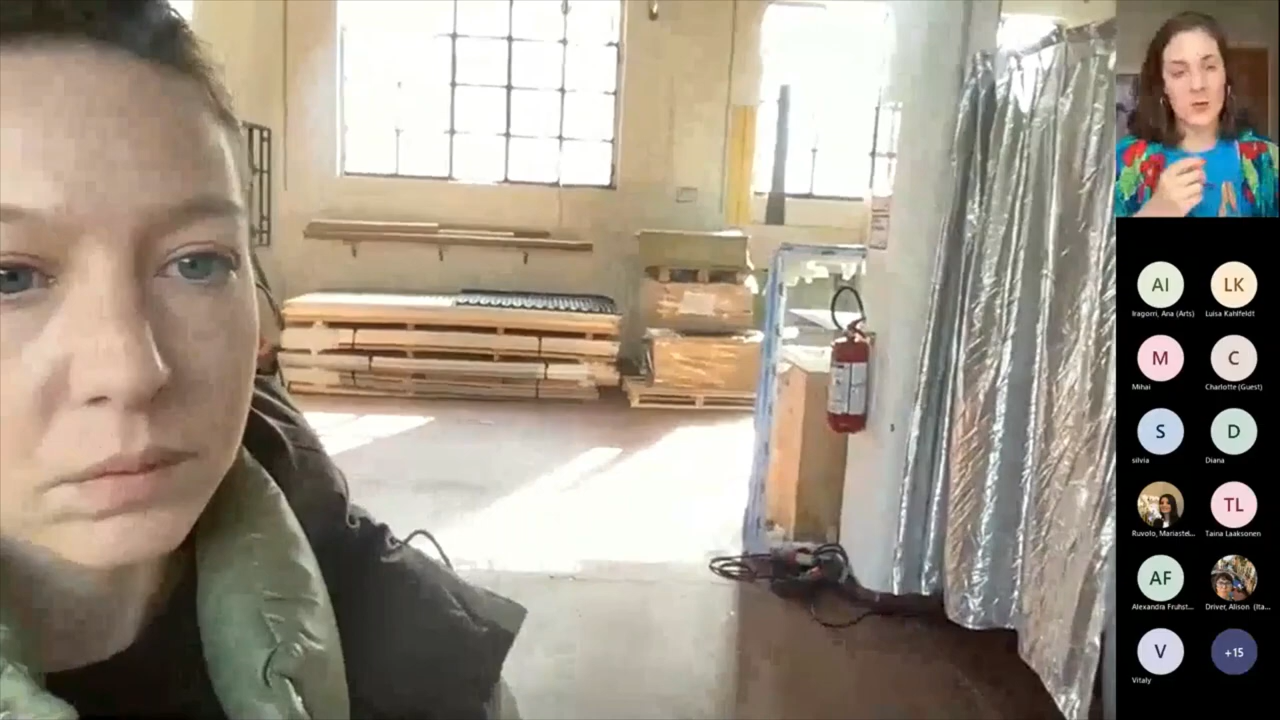 AI
LK
Iragorri, Ana (Arts)
Luisa Kahlfeldt
M
C
Mihai
Charlotte (Guest)
S
D
silvia
Diana
TL
Ruvolo, Mariastel...
Taina Laaksonen
AF
Alexandra Fruhst...
Driver, Alison (Ita...
V
+15
Vitaly